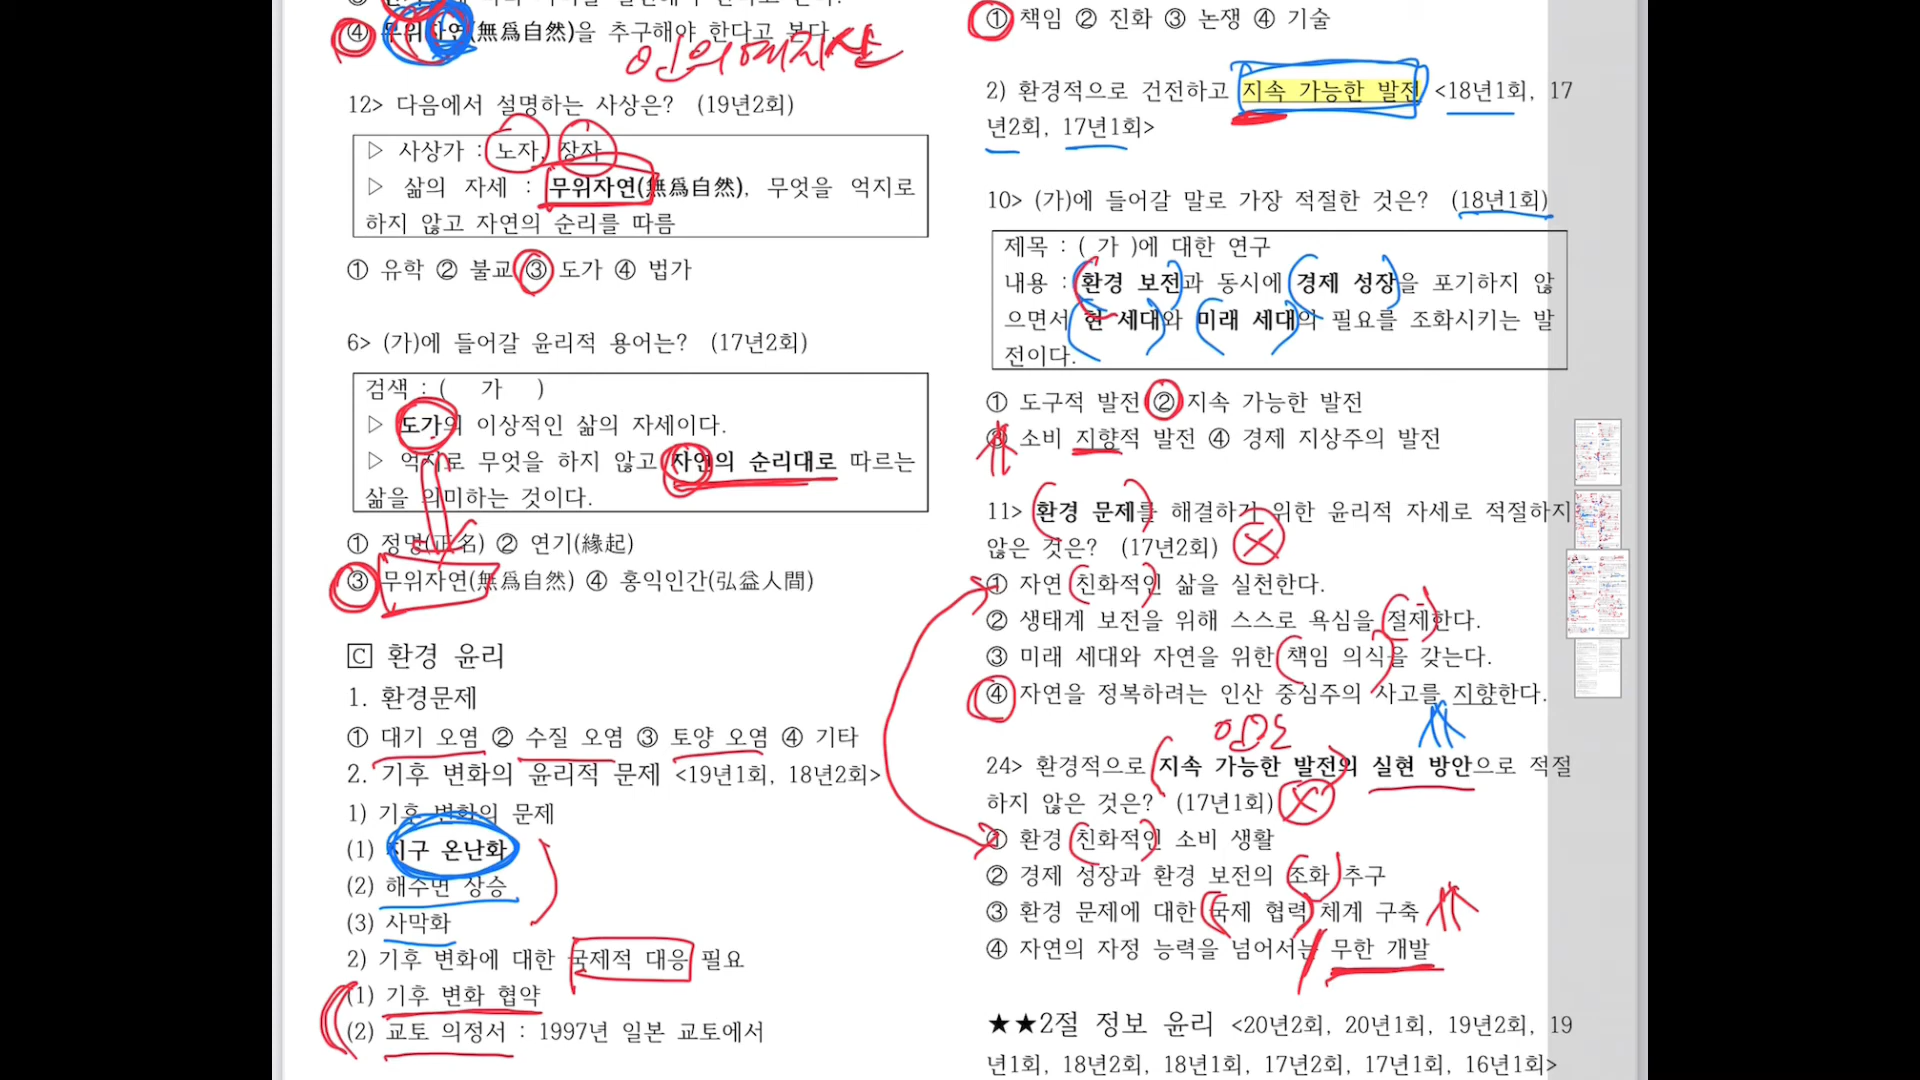 ④ 무위자연(無爲自然)을 추구해야 한다고 본다.
인의예지신
12> 다음에서 설명하는 사상은? (19년2회)
▷ 사상가 : 노자, 장자
▷ 삶의 자세 : 무위자연(無爲自然), 무엇을 억지로
하지 않고 자연의 순리를 따름
① 유학 ② 불교 ③ 도가 ④ 법가
6> (가)에 들어갈 윤리적 용어는? (17년2회)
검색 : ( 가 )
▷ 도가의 이상적인 삶의 자세이다.
▷ 억지로 무엇을 하지 않고 자연의 순리대로 따르는
삶을 의미하는 것이다.
① 정명(正名) ② 연기(緣起)
③ 무위자연(無爲自然) ④ 홍익인간(弘益人間)
C 환경 윤리
1. 환경문제
① 대기 오염 ② 수질 오염 ③ 토양 오염 ④ 기타
2. 기후 변화의 윤리적 문제 <19년1회, 18년2회>
1) 기후 변화의 문제
(1) 지구 온난화
(2) 해수면 상승
(3) 사막화
2) 기후 변화에 대한 국제적 대응 필요
(1) 기후 변화 협약
(2) 교토 의정서 : 1997년 일본 교토에서
① 책임 ② 진화 ③ 논쟁 ④ 기술
2) 환경적으로 건전하고 지속 가능한 발전 <18년1회, 17
년2회, 17년1회>
10> (가)에 들어갈 말로 가장 적절한 것은? (18년1회)
제목 : ( 가 )에 대한 연구
내용 : 환경 보전과 동시에 경제 성장을 포기하지 않
으면서 현 세대와 미래 세대의 필요를 조화시키는 발
전이다.
① 도구적 발전 ② 지속 가능한 발전
③ 소비 지향적 발전 ④ 경제 지상주의 발전
11> 환경 문제를 해결하기 위한 윤리적 자세로 적절하지
않은 것은? (17년2회)
① 자연 친화적인 삶을 실천한다.
② 생태계 보전을 위해 스스로 욕심을 절제한다.
③ 미래 세대와 자연을 위한 책임 의식을 갖는다.
④ 자연을 정복하려는 인산 중심주의 사고를 지향한다.
24> 환경적으로 지속 가능한 발전의 실현 방안으로 적절
하지 않은 것은? (17년1회)
① 환경 친화적인 소비 생활
② 경제 성장과 환경 보전의 조화 추구
③ 환경 문제에 대한 국제 협력 체계 구축
④ 자연의 자정 능력을 넘어서는 무한 개발
★★2절 정보 윤리 <20년2회, 20년1회, 19년2회, 19
년1회, 18년2회, 18년1회, 17년2회, 17년1회, 16년1회>